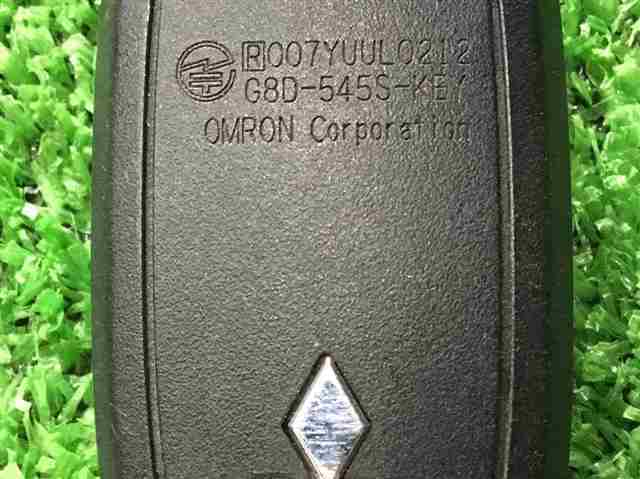 R 007YUUL0212
G8D-545S-KEY
OMRON Corporation